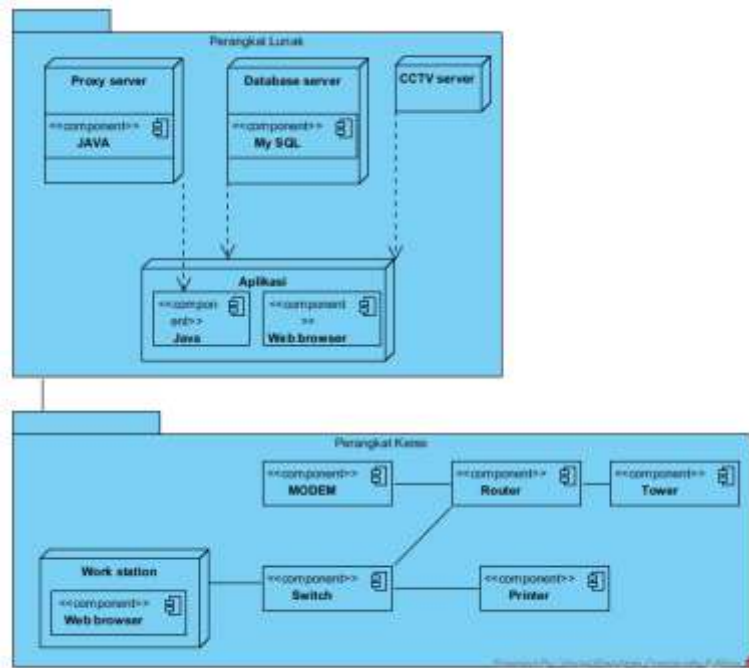 Perangkat Lunak
Proxy server
<<component>>
JAVA
Database server
<<component>>
My SQL
CCTV server
Aplikasi
<<compon
ent>>
Java
<<component
>>
Web browser
Perangkat Keras
<<component>>
MODEM
<<component>>
Router
<<component>>
Tower
Work station
<<component>>
Web browser
<<component>>
Switch
<<component>>
Printer